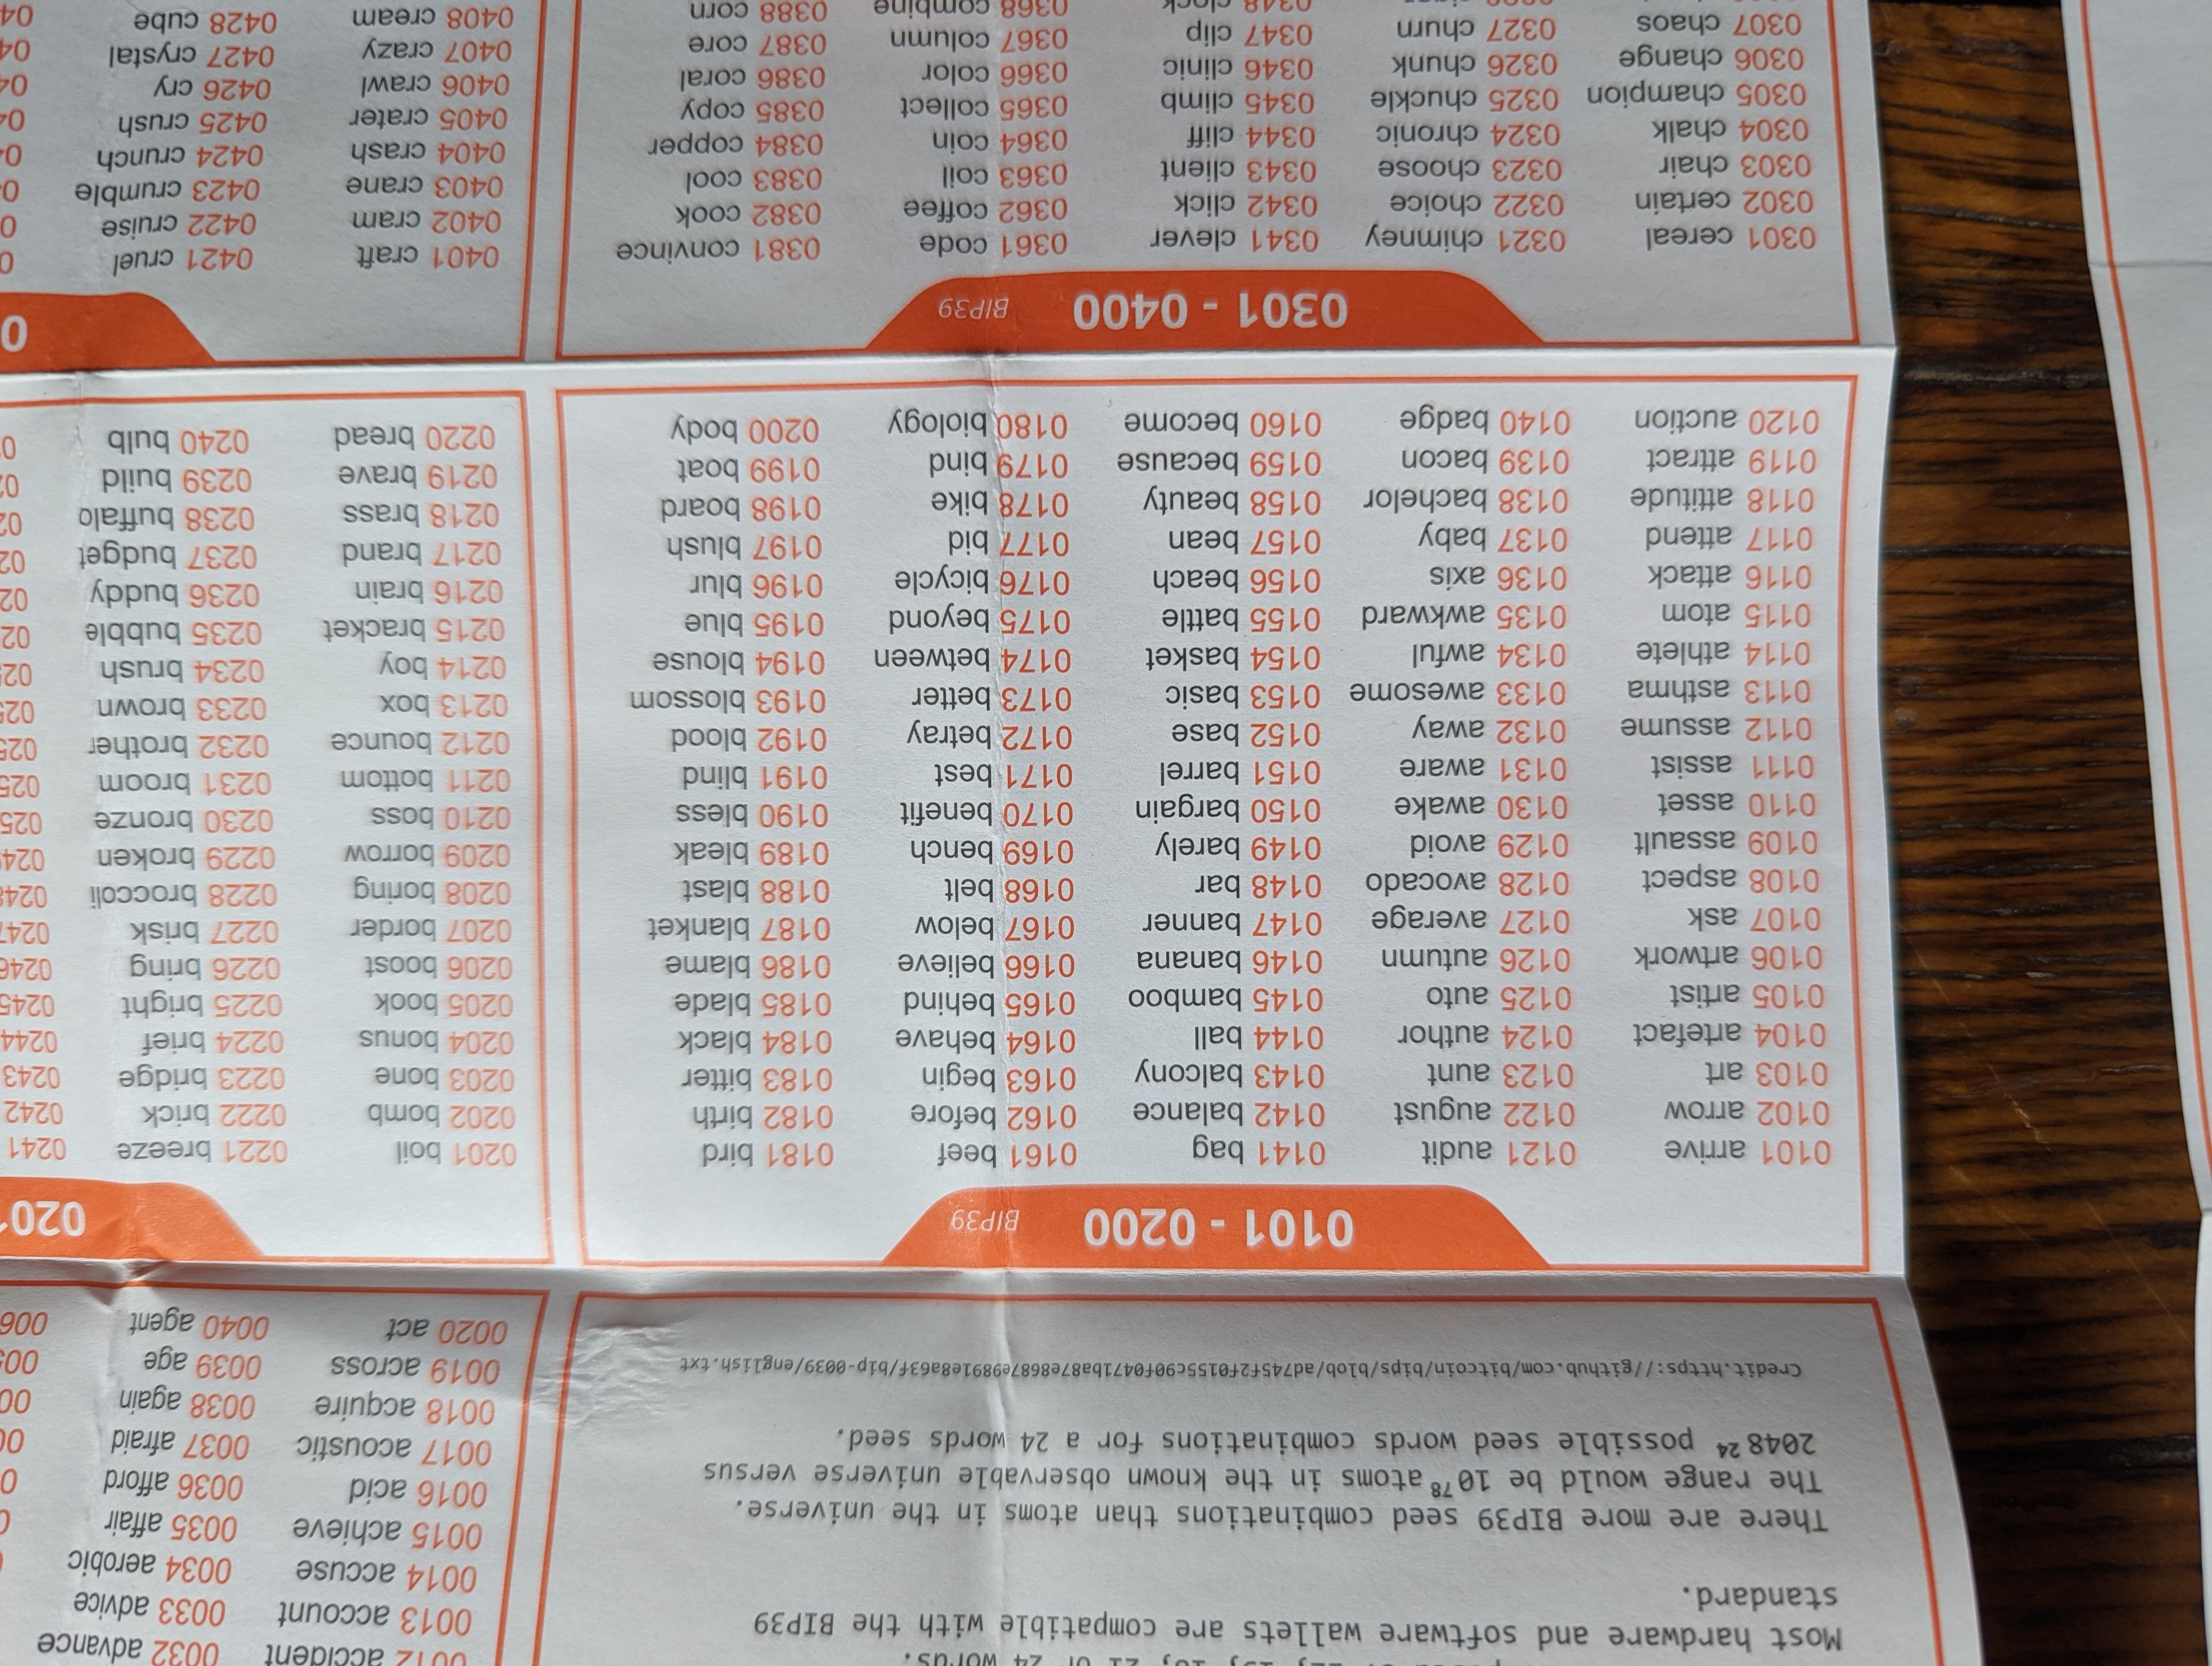 24 words.
Most hardware and software wallets are compatible with the BIP39
standard.
There are more BIP39 seed combinations than atoms in the universe.
The range would be 10⁷⁸ atoms in the known observable universe versus
2048²⁴ possible seed words combinations for a 24 words seed.
Credit.https://github.com/bitcoin/bips/blob/ad745f2f0155c90f0471ba87e8687e9891e8a63f/bip-0039/english.txt
0012 accident 0032 advance
0013 account 0033 advice
0014 accuse 0034 aerobic
0015 achieve 0035 affair
0016 acid 0036 afford
0017 acoustic 0037 afraid
0018 acquire 0038 again
0019 across 0039 age
0020 act 0040 agent
0101 - 0200 BIP39
0101 arrive 0121 audit 0141 bag 0161 beef 0181 bird
0102 arrow 0122 august 0142 balance 0162 before 0182 birth
0103 art 0123 aunt 0143 balcony 0163 begin 0183 bitter
0104 artefact 0124 author 0144 ball 0164 behave 0184 black
0105 artist 0125 auto 0145 bamboo 0165 behind 0185 blade
0106 artwork 0126 autumn 0146 banana 0166 believe 0186 blame
0107 ask 0127 average 0147 banner 0167 below 0187 blanket
0108 aspect 0128 avocado 0148 bar 0168 belt 0188 blast
0109 assault 0129 avoid 0149 barely 0169 bench 0189 bleak
0110 asset 0130 awake 0150 bargain 0170 benefit 0190 bless
0111 assist 0131 aware 0151 barrel 0171 best 0191 blind
0112 assume 0132 away 0152 base 0172 betray 0192 blood
0113 asthma 0133 awesome 0153 basic 0173 better 0193 blossom
0114 athlete 0134 awful 0154 basket 0174 between 0194 blouse
0115 atom 0135 awkward 0155 battle 0175 beyond 0195 blue
0116 attack 0136 axis 0156 beach 0176 bicycle 0196 blur
0117 attend 0137 baby 0157 bean 0177 bid 0197 blush
0118 attitude 0138 bachelor 0158 beauty 0178 bike 0198 board
0119 attract 0139 bacon 0159 because 0179 bind 0199 boat
0120 auction 0140 badge 0160 become 0180 biology 0200 body
0201 boil 0221 breeze 0241
0202 bomb 0222 brick 0242
0203 bone 0223 bridge 0243
0204 bonus 0224 brief 0244
0205 book 0225 bright 0245
0206 boost 0226 bring 0246
0207 border 0227 brisk
0208 boring 0228 broccoli
0209 borrow 0229 broken
0210 boss 0230 bronze
0211 bottom 0231 broom
0212 bounce 0232 brother
0213 box 0233 brown
0214 boy 0234 brush
0215 bracket 0235 bubble
0216 brain 0236 buddy
0217 brand 0237 budget
0218 brass 0238 buffalo
0219 brave 0239 build
0220 bread 0240 bulb
0301 - 0400 BIP39
0301 cereal 0321 chimney 0341 clever 0361 code 0381 convince
0302 certain 0322 choice 0342 click 0362 coffee 0382 cook
0303 chair 0323 choose 0343 client 0363 coil 0383 cool
0304 chalk 0324 chronic 0344 cliff 0364 coin 0384 copper
0305 champion 0325 chuckle 0345 climb 0365 collect 0385 copy
0306 change 0326 chunk 0346 clinic 0366 color 0386 coral
0307 chaos 0327 churn 0347 clip 0367 column 0387 core
0348 clock 0368 combine 0388 corn
0401 craft 0421 cruel
0402 cram 0422 cruise
0403 crane 0423 crumble
0404 crash 0424 crunch
0405 crater 0425 crush
0406 crawl 0426 cry
0407 crazy 0427 crystal
0408 cream 0428 cube